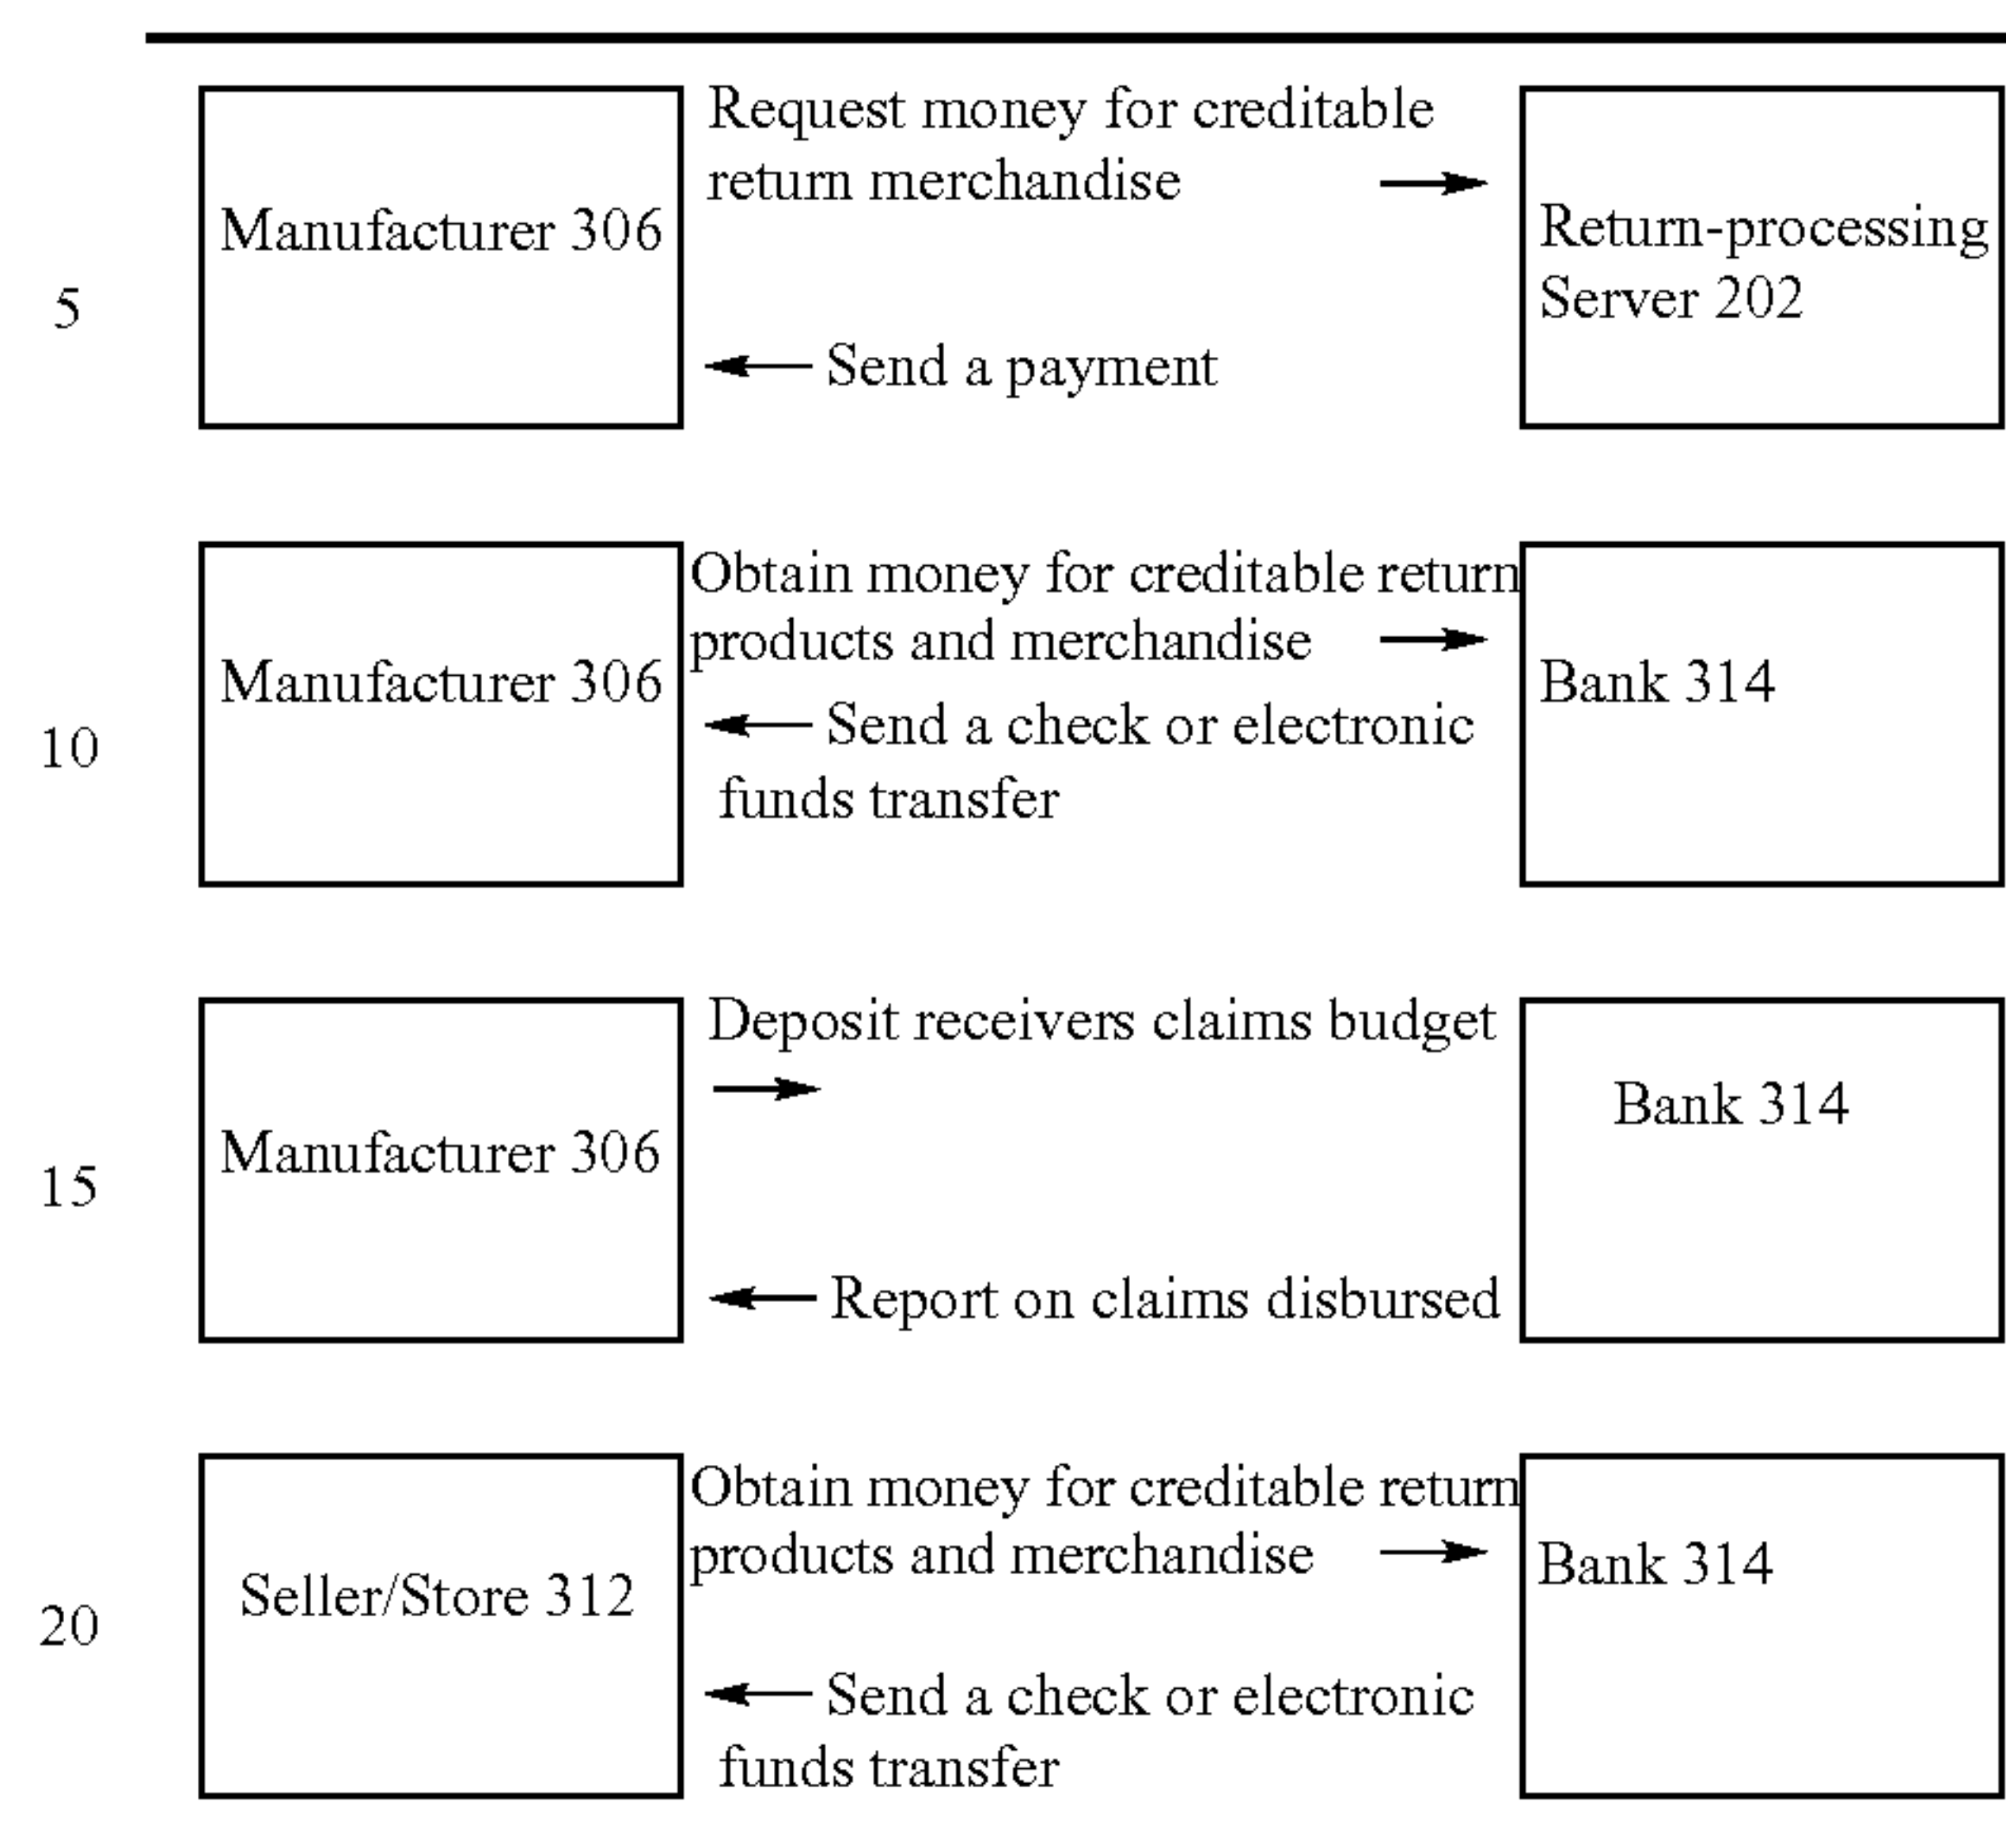 Request money for creditable
return merchandise
Manufacturer 306
Return-processing
Server 202
5
Send a payment
Obtain money for creditable return
products and merchandise
Manufacturer 306
Bank 314
Send a check or electronic
10
funds transfer
Deposit receivers claims budget
Bank 314
Manufacturer 306
15
Report on claims disbursed
Obtain money for creditable return
products and merchandise
Bank 314
Seller/Store 312
20
Send a check or electronic
funds transfer